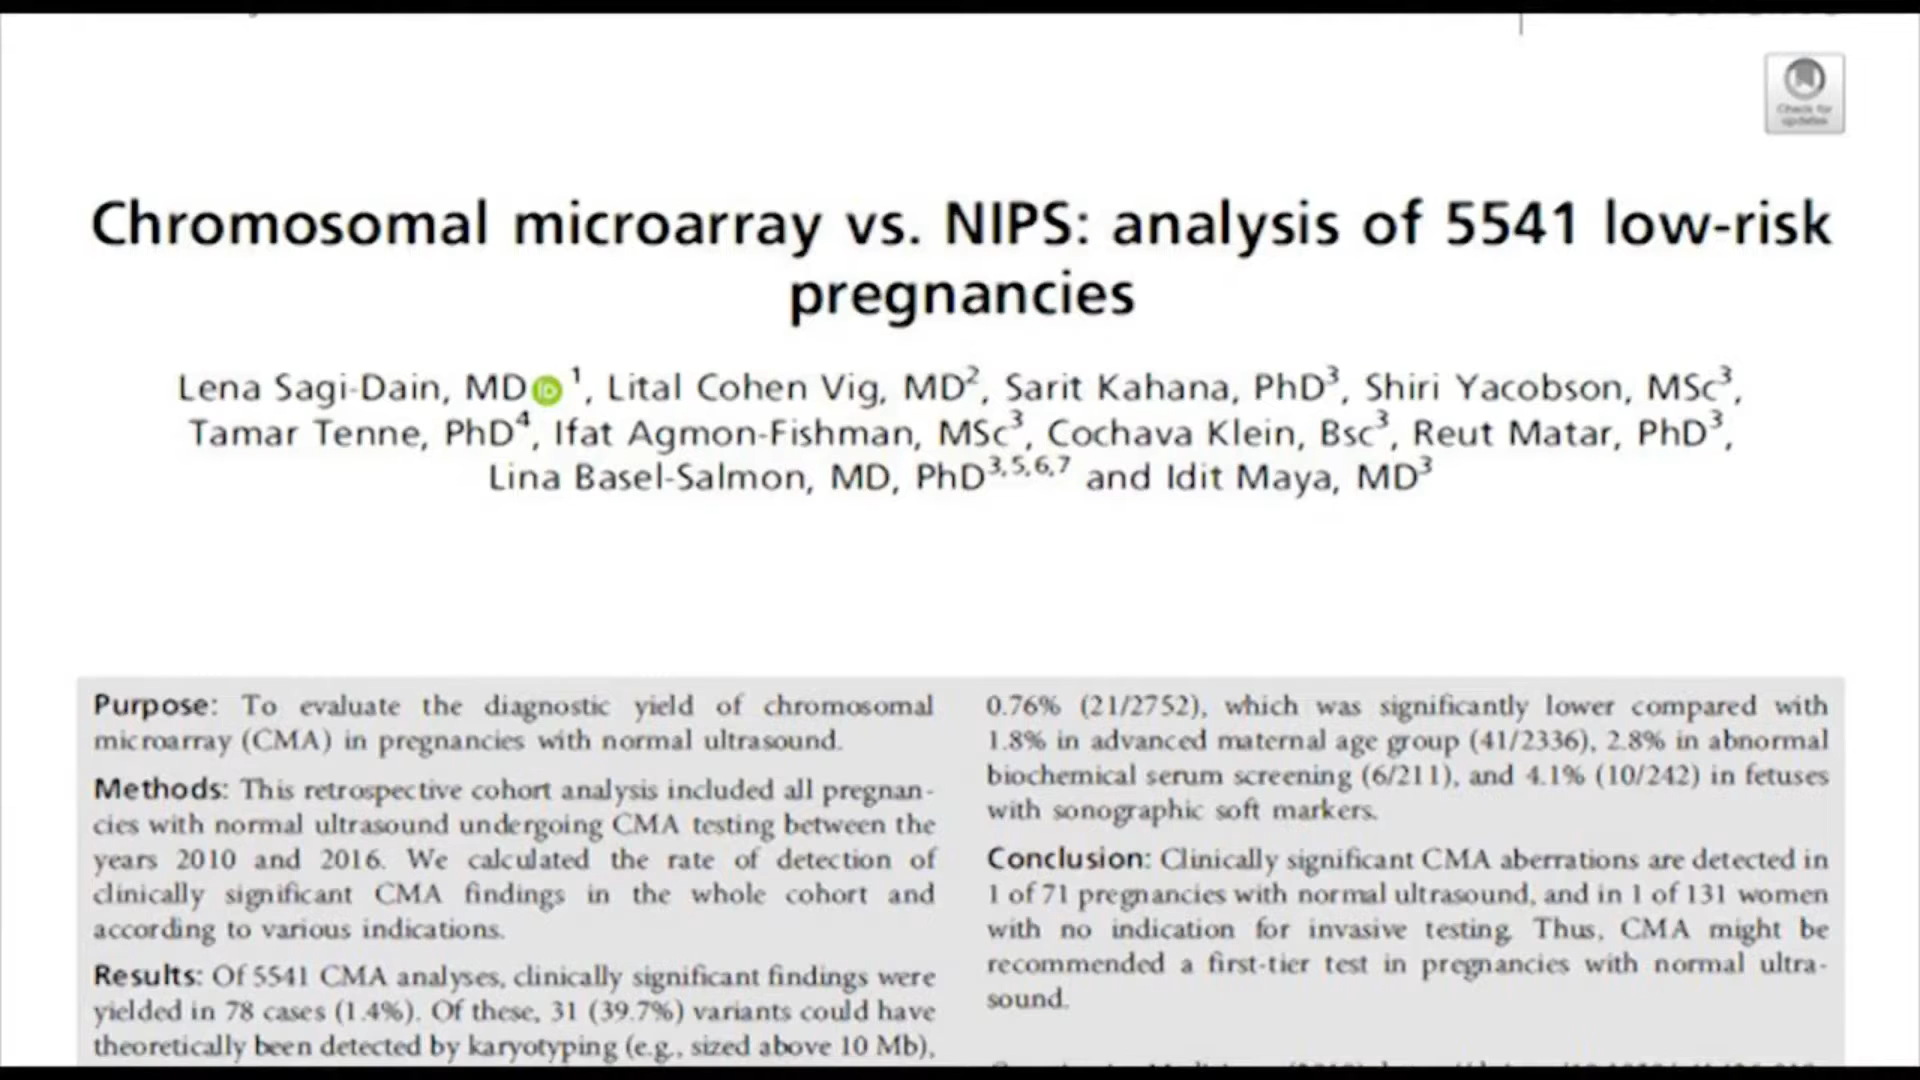 Check for
updates
Chromosomal microarray vs. NIPS: analysis of 5541 low-risk
pregnancies
Lena Sagi-Dain, MD iD 1, Lital Cohen Vig, MD2, Sarit Kahana, PhD3, Shiri Yacobson, MSc3,
Tamar Tenne, PhD4, Ifat Agmon-Fishman, MSc3, Cochava Klein, Bsc3, Reut Matar, PhD3,
Lina Basel-Salmon, MD, PhD3,5,6,7 and Idit Maya, MD3
Purpose: To evaluate the diagnostic yield of chromosomal
microarray (CMA) in pregnancies with normal ultrasound.
Methods: This retrospective cohort analysis included all pregnan-
cies with normal ultrasound undergoing CMA testing between the
years 2010 and 2016. We calculated the rate of detection of
clinically significant CMA findings in the whole cohort and
according to various indications.
Results: Of 5541 CMA analyses, clinically significant findings were
yielded in 78 cases (1.4%). Of these, 31 (39.7%) variants could have
theoretically been detected by karyotyping (e.g., sized above 10 Mb),
0.76% (21/2752), which was significantly lower compared with
1.8% in advanced maternal age group (41/2336), 2.8% in abnormal
biochemical serum screening (6/211), and 4.1% (10/242) in fetuses
with sonographic soft markers.
Conclusion: Clinically significant CMA aberrations are detected in
1 of 71 pregnancies with normal ultrasound, and in 1 of 131 women
with no indication for invasive testing. Thus, CMA might be
recommended a first-tier test in pregnancies with normal ultra-
sound.